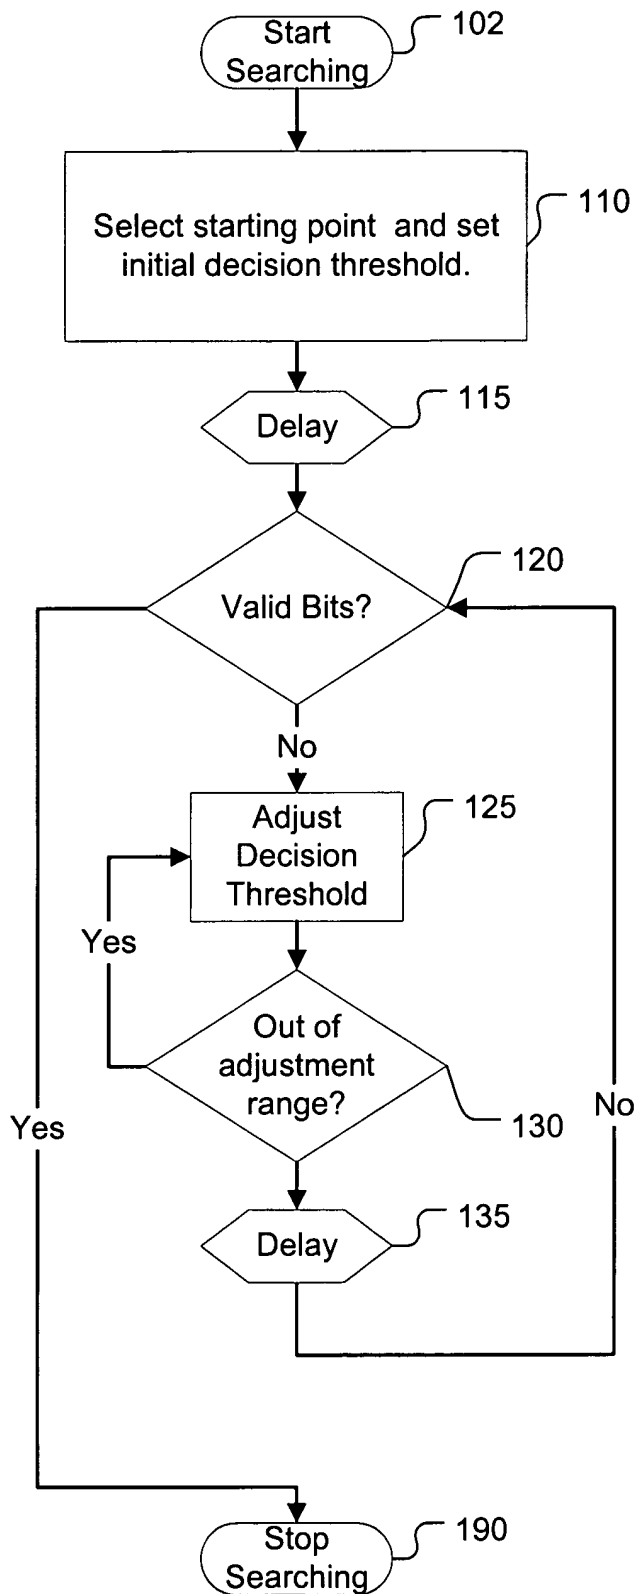 Start
Searching
102
Select starting point and set
initial decision threshold.
110
Delay
115
Valid Bits?
120
No
Adjust
Decision
Threshold
125
Yes
Out of
adjustment
range?
130
Yes
No
Delay
135
Stop
Searching
190